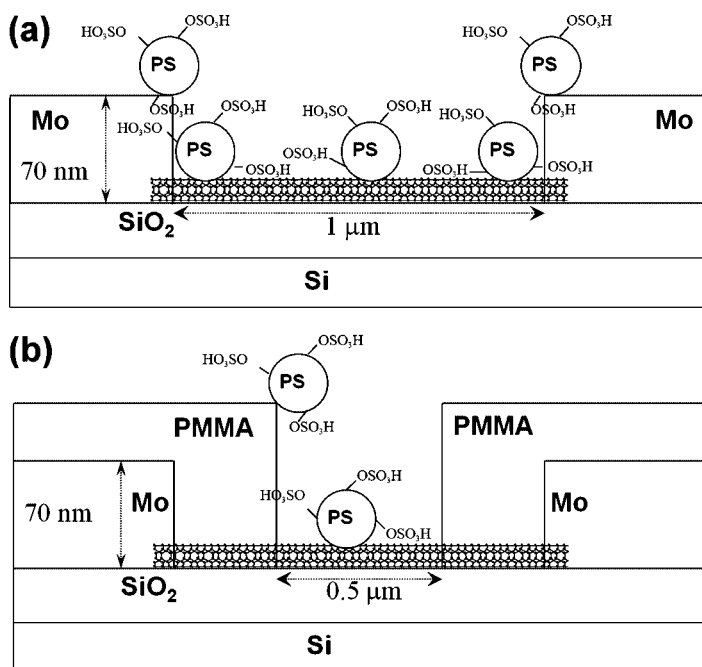 (a)
HO₃SO
OSO₃H
PS
OSO₃H
HO₃SO
OSO₃H
PS
OSO₃H
Mo
HO₃SO
OSO₃H
PS
OSO₃H
HO₃SO
OSO₃H
PS
OSO₃H
HO₃SO
OSO₃H
PS
OSO₃H
OSO₃H
Mo
70 nm
SiO₂
1 μm
Si
(b)
HO₃SO
OSO₃H
PS
OSO₃H
PMMA
PMMA
Mo
HO₃SO
OSO₃H
PS
OSO₃H
Mo
70 nm
SiO₂
0.5 μm
Si